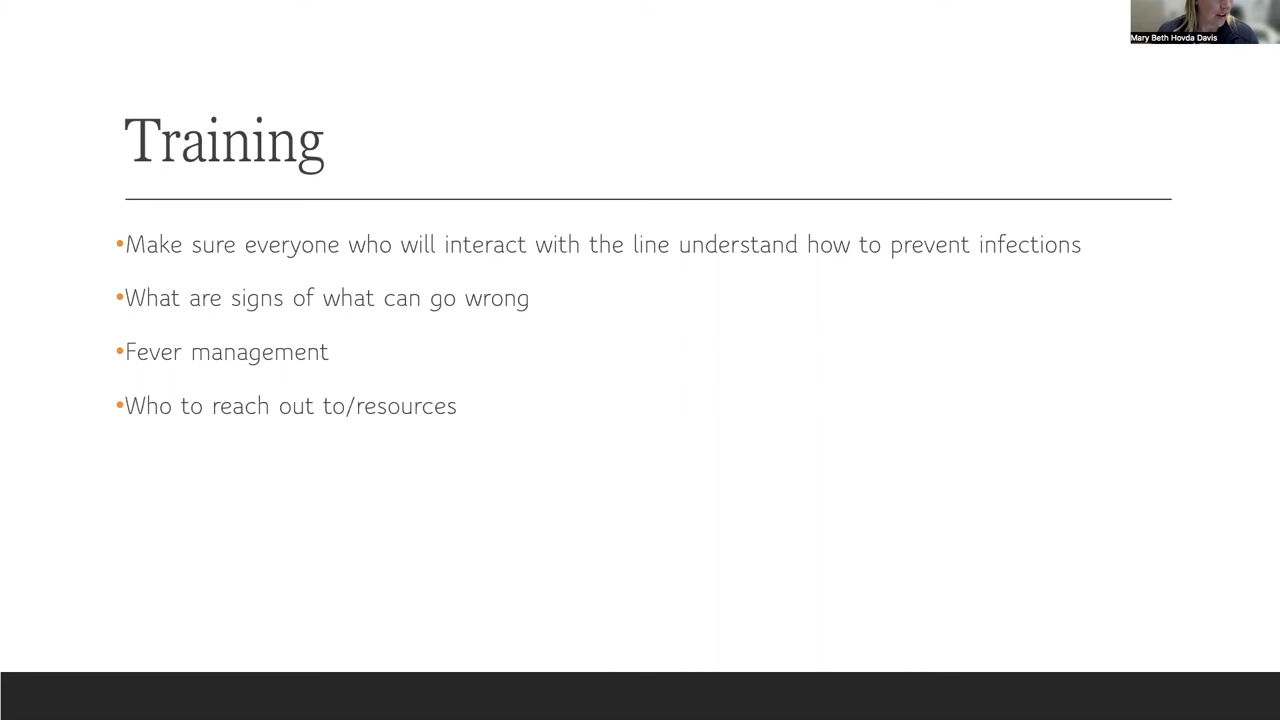 Mary Beth Hovda Davis
Training
•Make sure everyone who will interact with the line understand how to prevent infections
•What are signs of what can go wrong
•Fever management
•Who to reach out to/resources